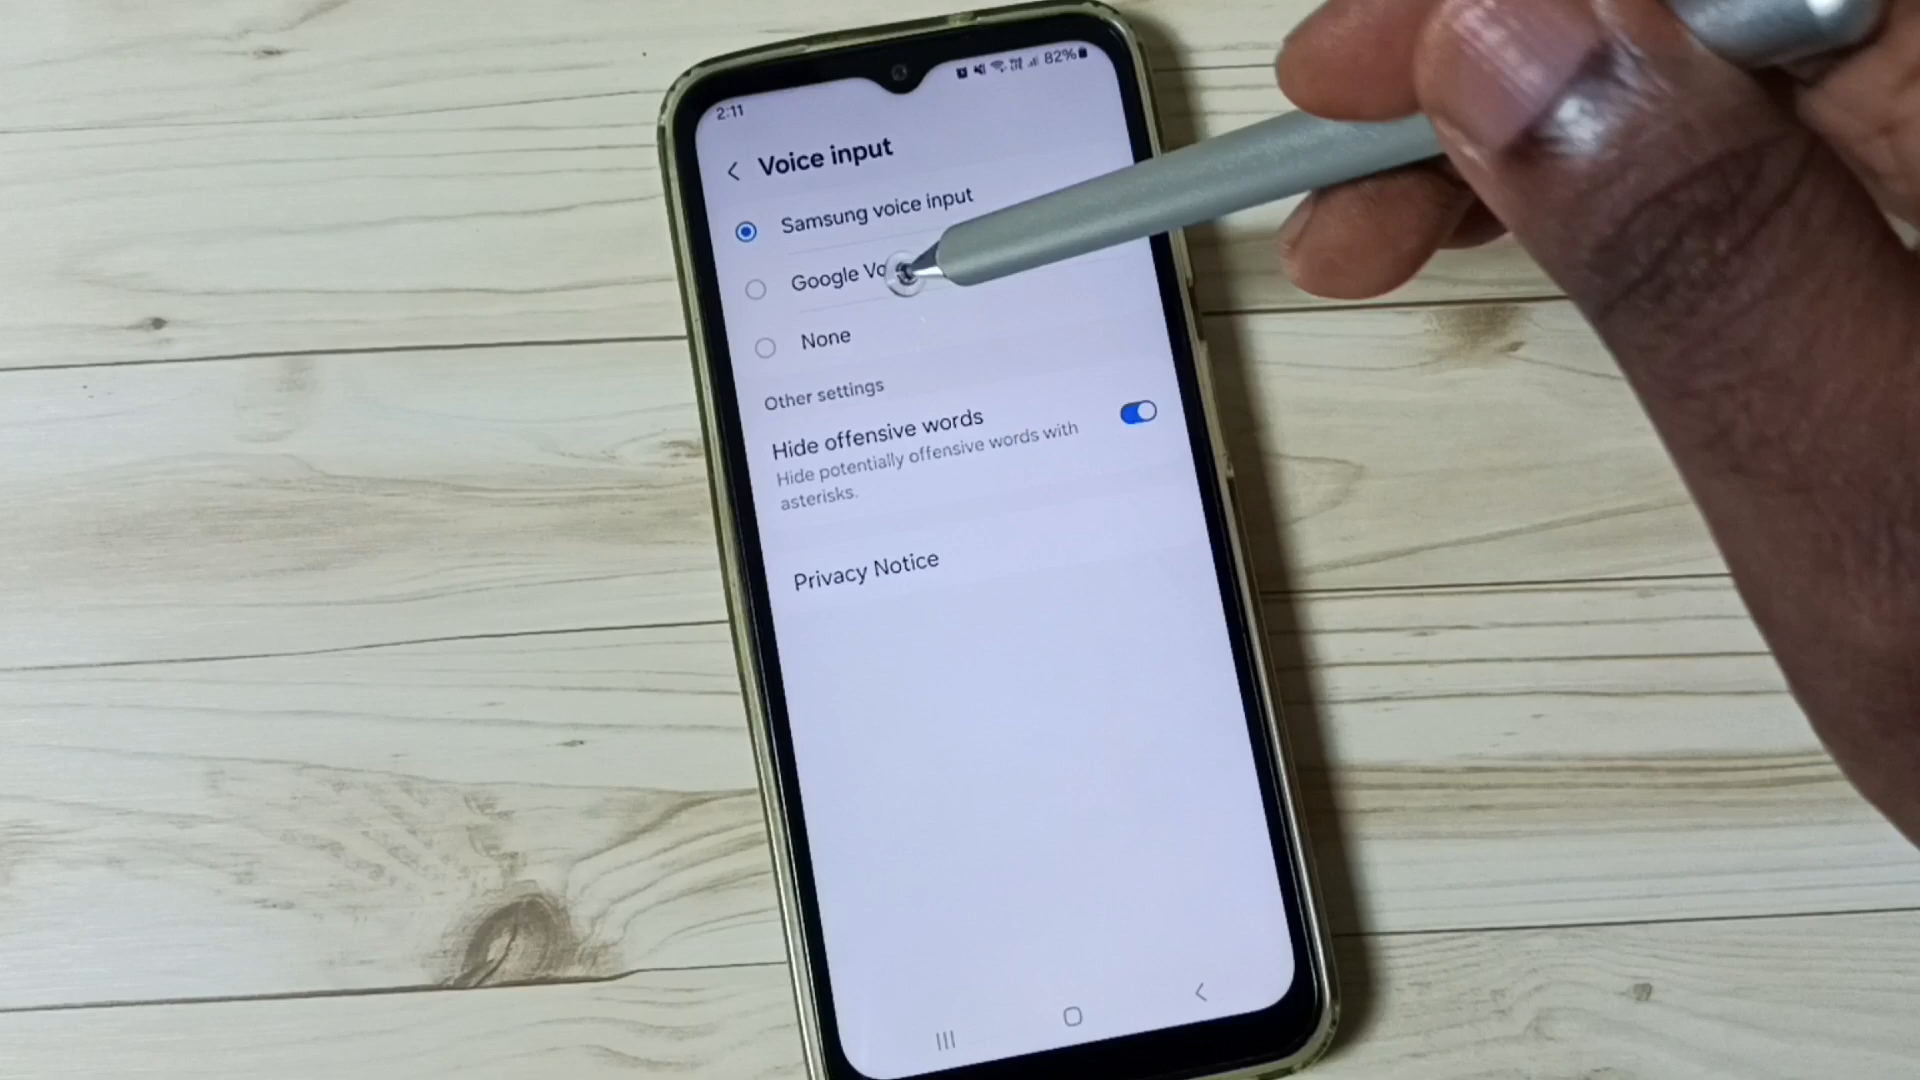 2:11
82%
Voice input
Samsung voice input
Google
None
Other settings
Hide offensive words
Hide potentially offensive words with
asterisks.
Privacy Notice